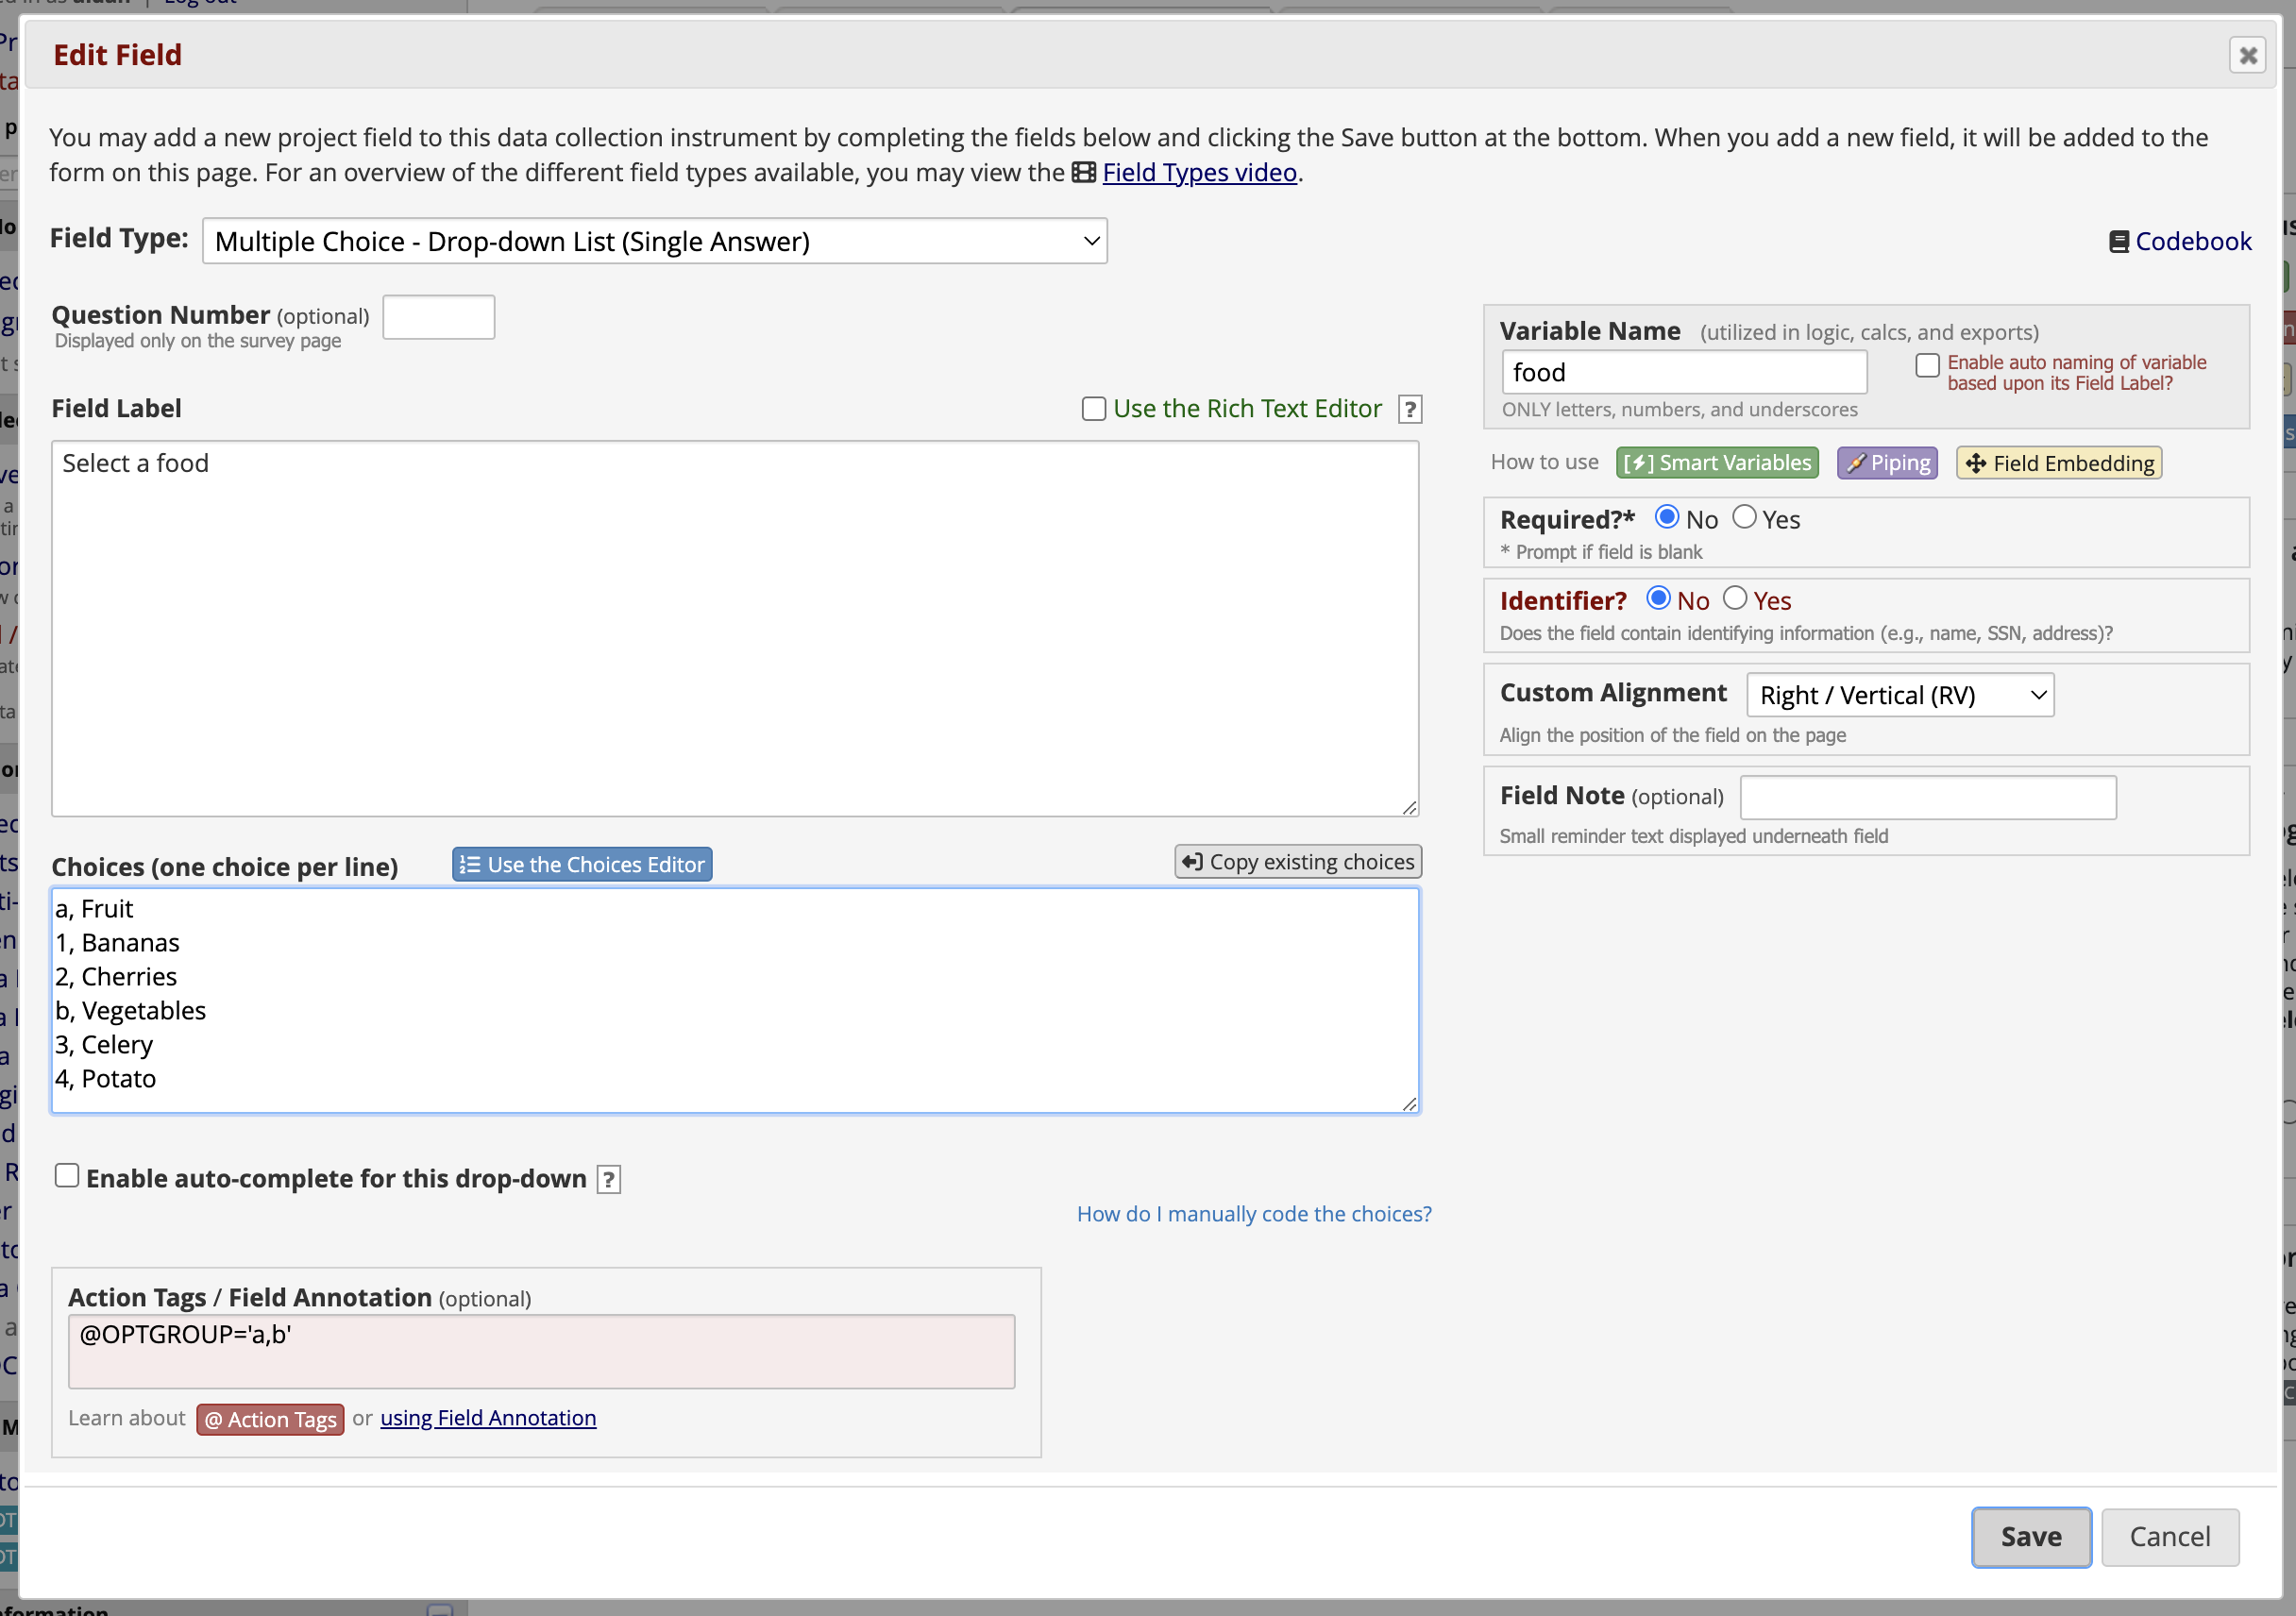 Edit Field
You may add a new project field to this data collection instrument by completing the fields below and clicking the Save button at the bottom. When you add a new field, it will be added to the
form on this page. For an overview of the different field types available, you may view the Field Types video.
Field Type: Multiple Choice - Drop-down List (Single Answer)
Codebook
Question Number (optional)
Displayed only on the survey page
Field Label
Use the Rich Text Editor ?
Select a food
Choices (one choice per line)
Use the Choices Editor
Copy existing choices
a, Fruit
1, Bananas
2, Cherries
b, Vegetables
3, Celery
4, Potato
Enable auto-complete for this drop-down ?
How do I manually code the choices?
Action Tags / Field Annotation (optional)
@OPTGROUP='a,b'
Learn about @ Action Tags or using Field Annotation
Variable Name (utilized in logic, calcs, and exports)
food
Enable auto naming of variable
based upon its Field Label?
ONLY letters, numbers, and underscores
How to use [⚡] Smart Variables Piping Field Embedding
Required?* No Yes
* Prompt if field is blank
Identifier? No Yes
Does the field contain identifying information (e.g., name, SSN, address)?
Custom Alignment Right / Vertical (RV)
Align the position of the field on the page
Field Note (optional)
Small reminder text displayed underneath field
Save
Cancel